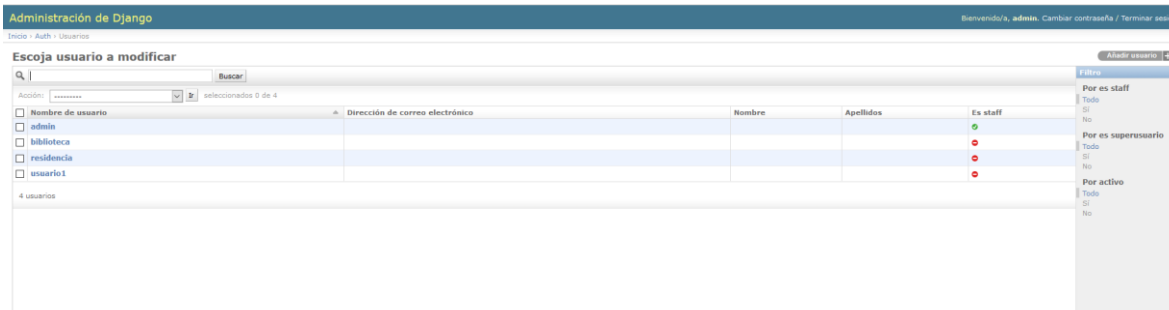 Administración de Django
Bienvenido/a, admin. Cambiar contraseña / Terminar sesi
Inicio › Auth › Usuarios
Escoja usuario a modificar
Añadir usuario +
Buscar
Acción: --------- Ir seleccionados 0 de 4
Nombre de usuario Dirección de correo electrónico Nombre Apellidos Es staff
admin
biblioteca
residencia
usuario1
4 usuarios
Filtro
Por es staff
Todo
Sí
No
Por es superusuario
Todo
Sí
No
Por activo
Todo
Sí
No